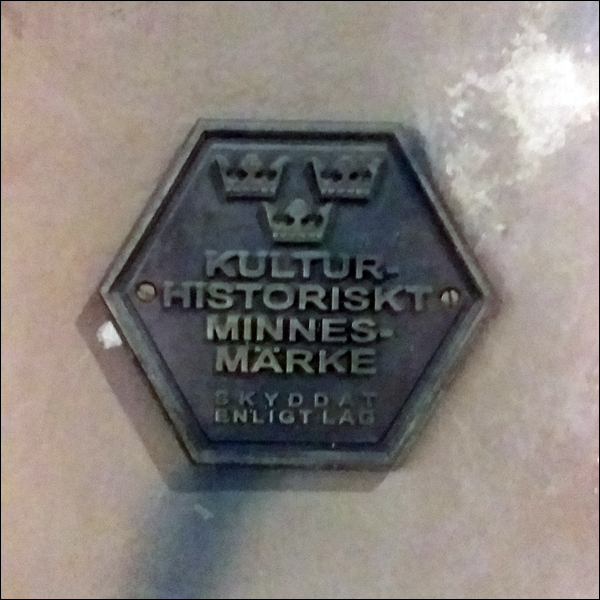 KULTUR-
HISTORISKT
MINNES-
MÄRKE
SKYDDAT
ENLIGT LAG